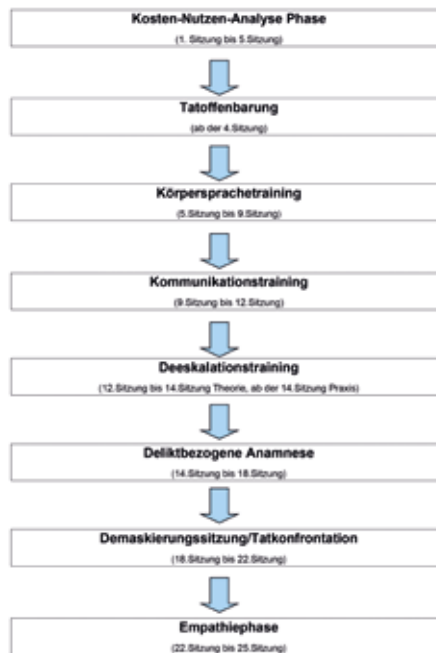 Kosten-Nutzen-Analyse Phase
(1. Sitzung bis 5.Sitzung)
Tatoffenbarung
(ab der 4.Sitzung)
Körpersprachetraining
(5.Sitzung bis 9.Sitzung)
Kommunikationstraining
(9.Sitzung bis 12.Sitzung)
Deeskalationstraining
(12.Sitzung bis 14.Sitzung Theorie, ab der 14.Sitzung Praxis)
Deliktbezogene Anamnese
(14.Sitzung bis 18.Sitzung)
Demaskierungssitzung/Tatkonfrontation
(18.Sitzung bis 22.Sitzung)
Empathiephase
(22.Sitzung bis 25.Sitzung)